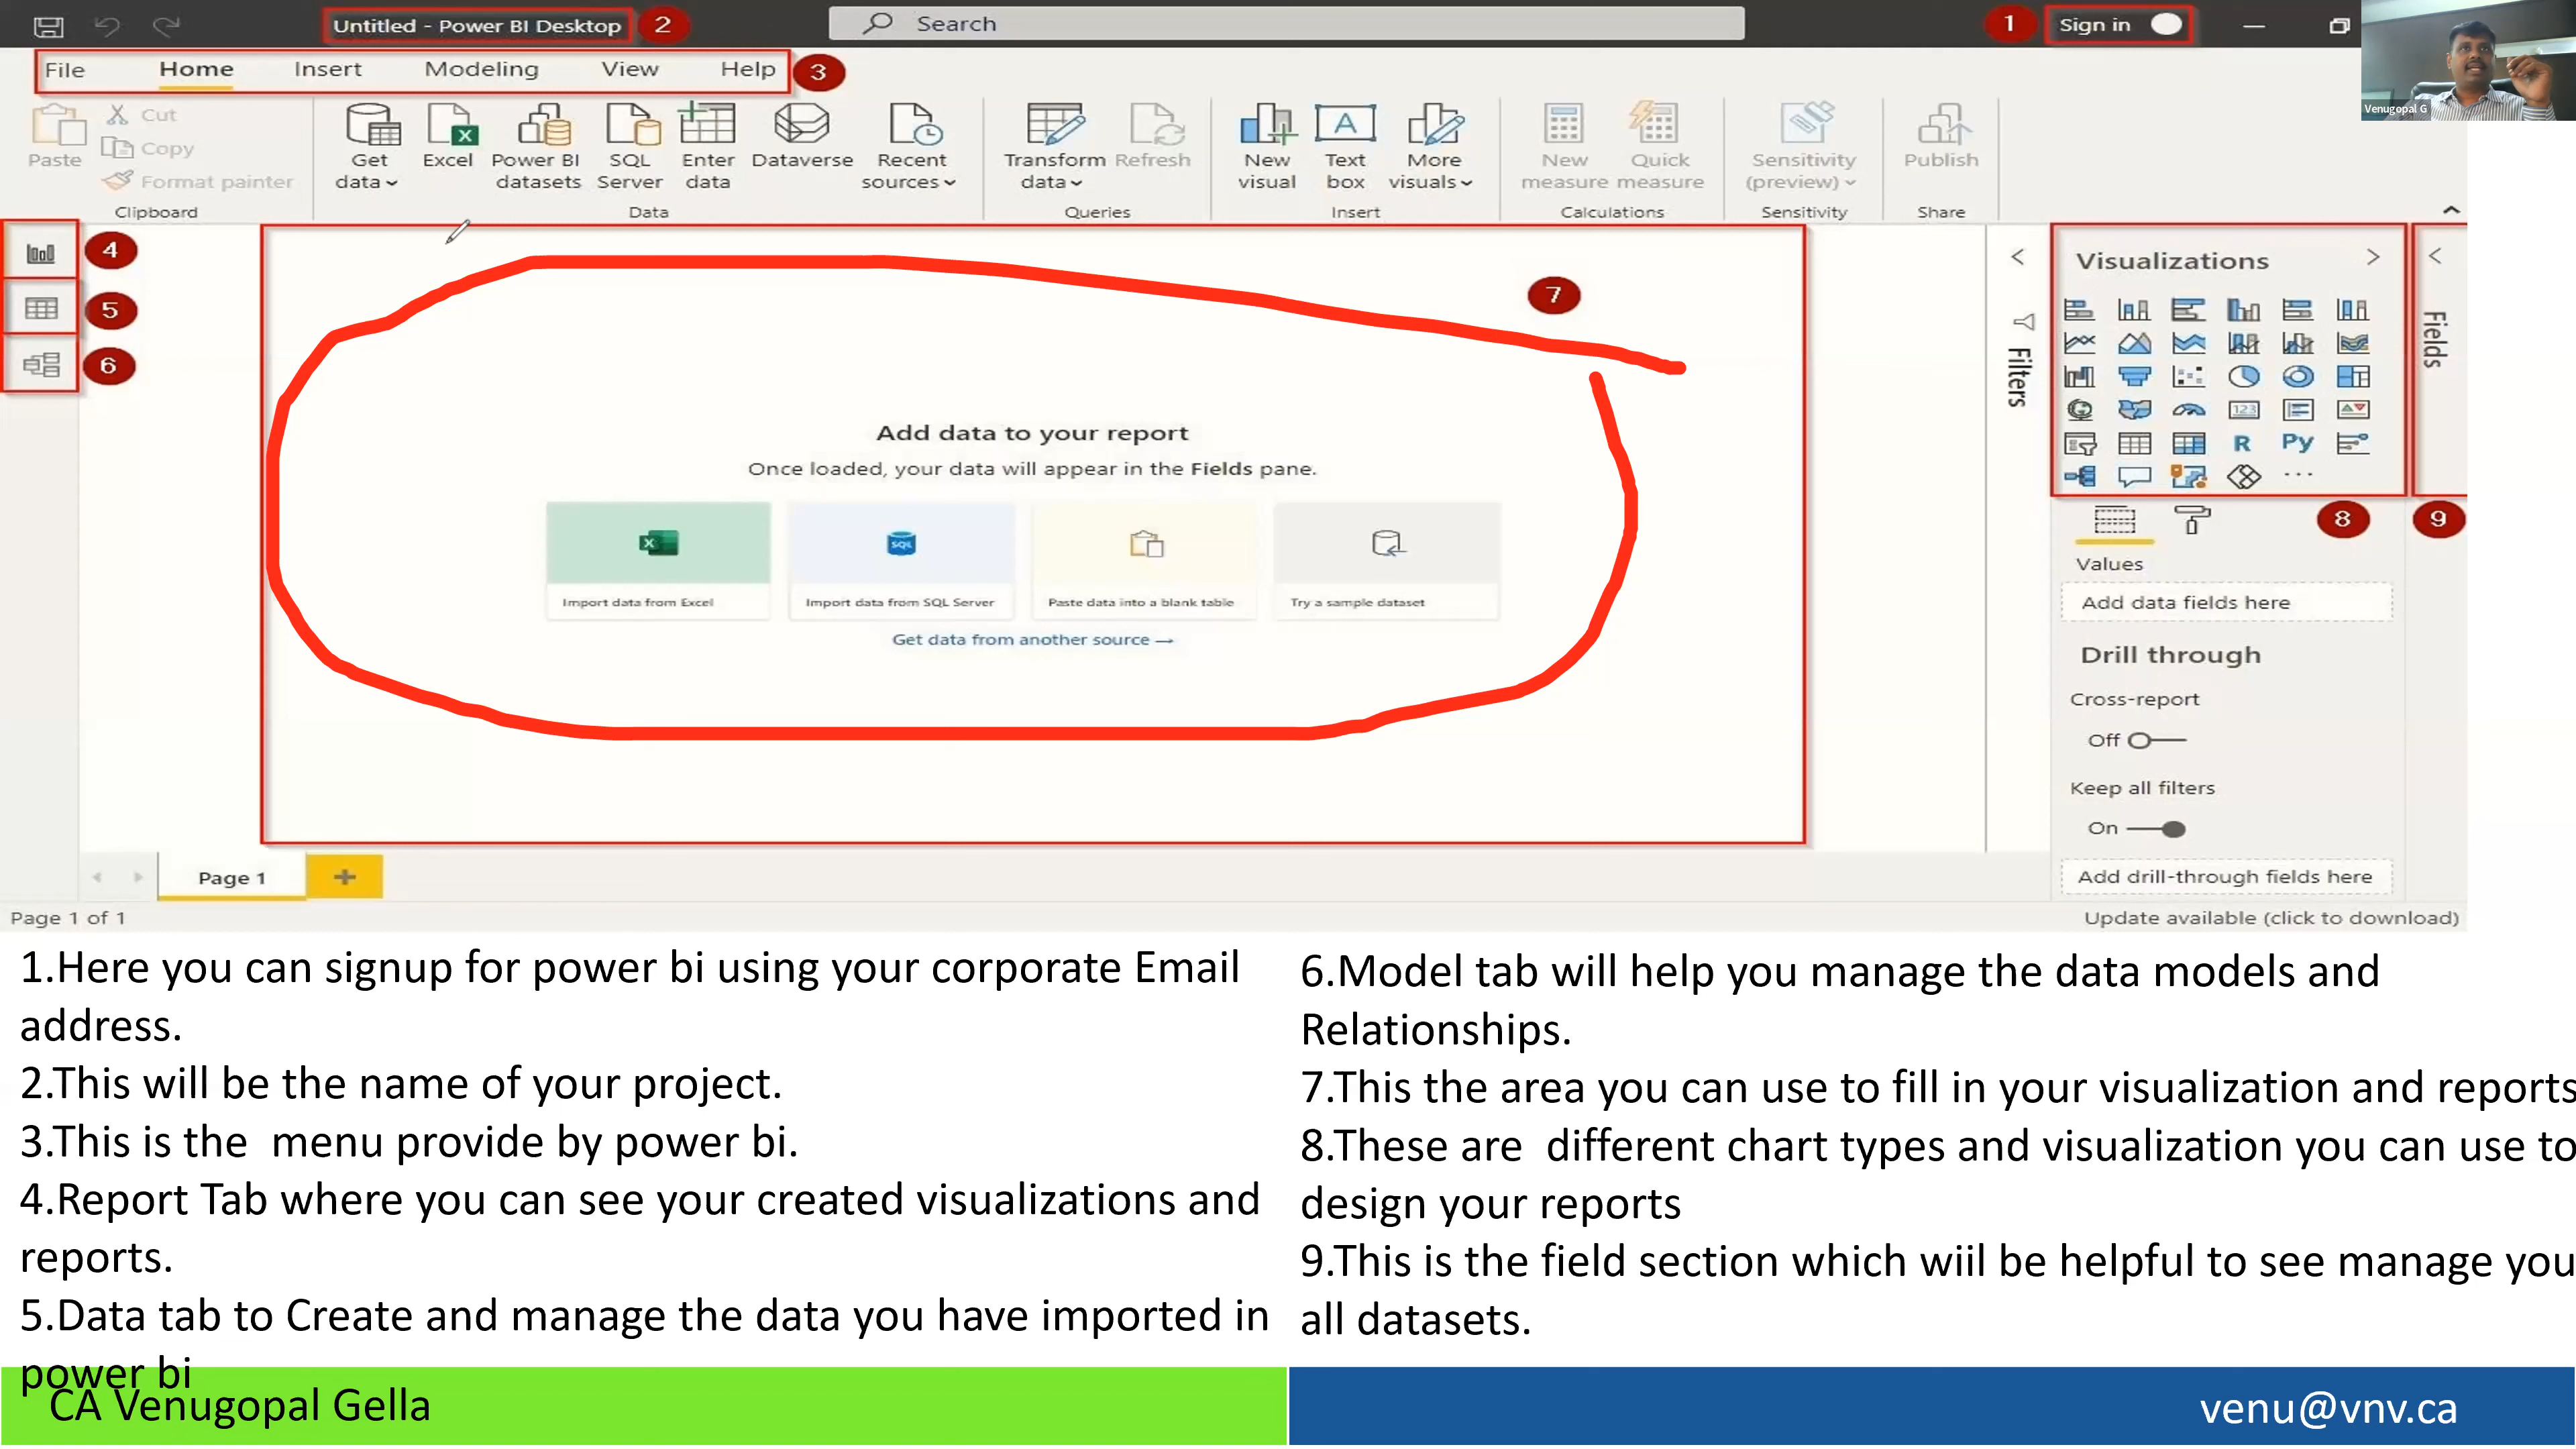 Untitled - Power BI Desktop 2 Search 1 Sign in
Venugopal G
File Home Insert Modeling View Help 3
Paste
Cut
Copy
Format painter
Clipboard
Get data
Excel
Power BI datasets
SQL Server
Enter data
Dataverse
Recent sources
Data
Transform data
Refresh
Queries
New visual
Text box
More visuals
Insert
New measure
Quick measure
Calculations
Sensitivity (preview)
Sensitivity
Publish
Share
4
5
6
7
Add data to your report
Once loaded, your data will appear in the Fields pane.
Import data from Excel
Import data from SQL Server
Paste data into a blank table
Try a sample dataset
Get data from another source →
Filters
Visualizations
123
R Py
Fields
8 9
Values
Add data fields here
Drill through
Cross-report
Off
Keep all filters
On
Add drill-through fields here
Page 1 +
Page 1 of 1
Update available (click to download)
1.Here you can signup for power bi using your corporate Email
address.
2.This will be the name of your project.
3.This is the  menu provide by power bi.
4.Report Tab where you can see your created visualizations and
reports.
5.Data tab to Create and manage the data you have imported in
power bi
6.Model tab will help you manage the data models and
Relationships.
7.This the area you can use to fill in your visualization and reports
8.These are  different chart types and visualization you can use to
design your reports
9.This is the field section which wiil be helpful to see manage you
all datasets.
CA Venugopal Gella
venu@vnv.ca